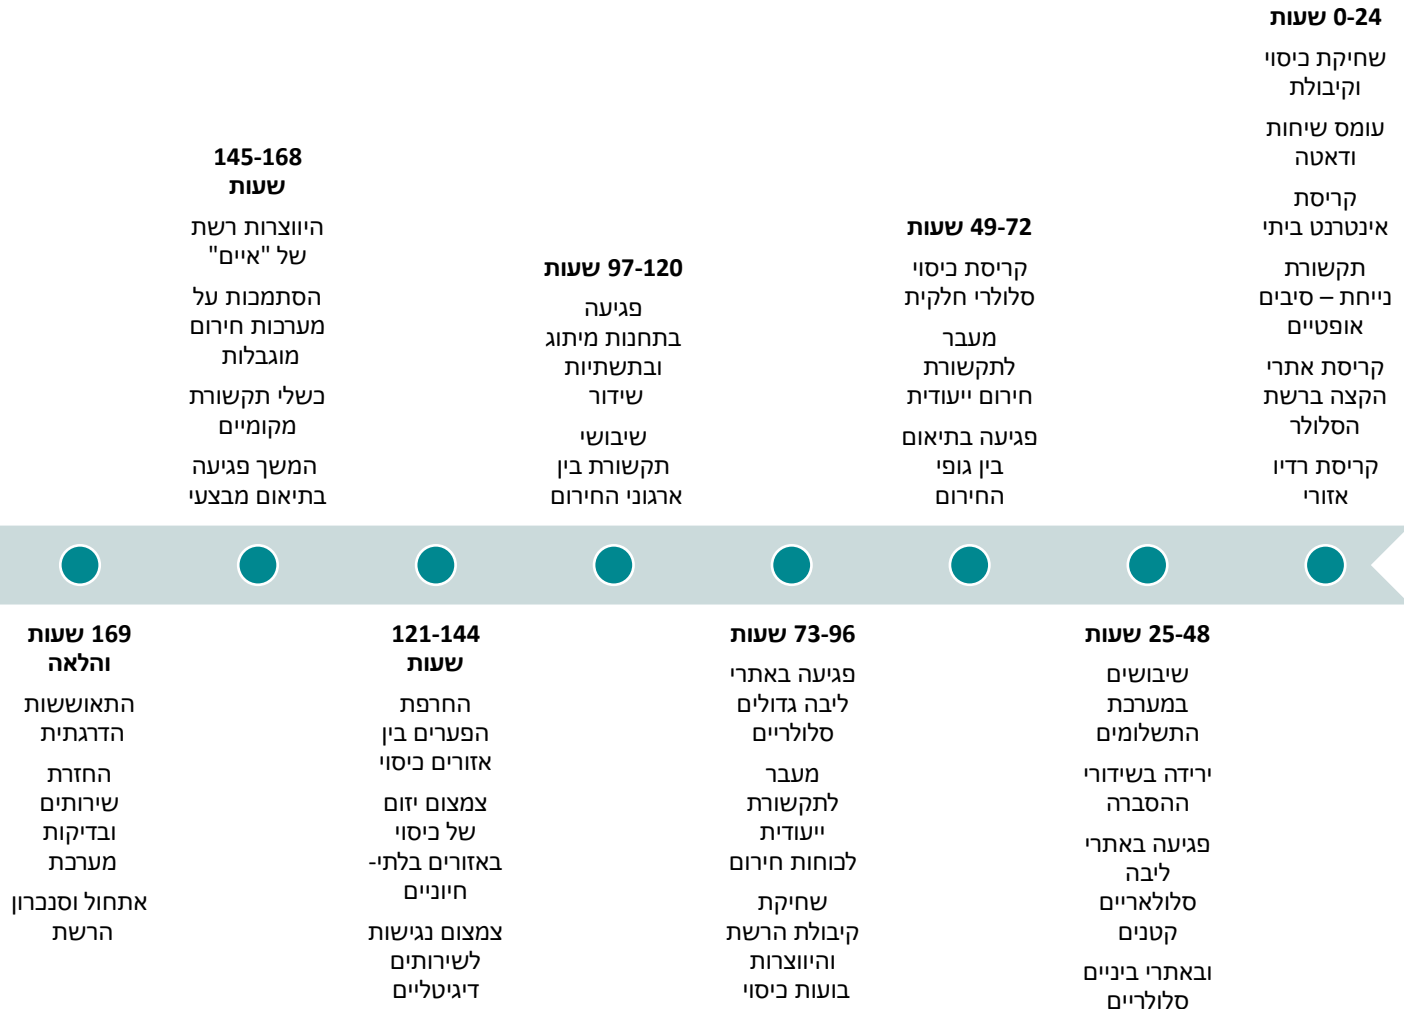 0-24 שעות
שחיקת כיסוי
וקיבולת
עומס שיחות
ודאטה
קריסת
אינטרנט ביתי
תקשורת
נייחת – סיבים
אופטיים
קריסת אתרי
הקצה ברשת
הסלולר
קריסת רדיו
אזורי
25-48 שעות
שיבושים
במערכת
התשלומים
ירידה בשידורי
ההסברה
פגיעה באתרי
ליבה
סלולאריים
קטנים
ובאתרי ביניים
סלולריים
49-72 שעות
קריסת כיסוי
סלולרי חלקית
מעבר
לתקשורת
חירום ייעודית
פגיעה בתיאום
בין גופי
החירום
73-96 שעות
פגיעה באתרי
ליבה גדולים
סלולריים
מעבר
לתקשורת
ייעודית
לכוחות חירום
שחיקת
קיבולת הרשת
והיווצרות
בועות כיסוי
97-120 שעות
פגיעה
בתחנות מיתוג
ובתשתיות
שידור
שיבושי
תקשורת בין
ארגוני החירום
121-144
שעות
החרפת
הפערים בין
אזורים כיסוי
צמצום יזום
של כיסוי
באזורים בלתי-
חיוניים
צמצום נגישות
לשירותים
דיגיטליים
145-168
שעות
היווצרות רשת
של "איים"
הסתמכות על
מערכות חירום
מוגבלות
כשלי תקשורת
מקומיים
המשך פגיעה
בתיאום מבצעי
169 שעות
והלאה
התאוששות
הדרגתית
החזרת
שירותים
ובדיקות
מערכת
אתחול וסנכרון
הרשת